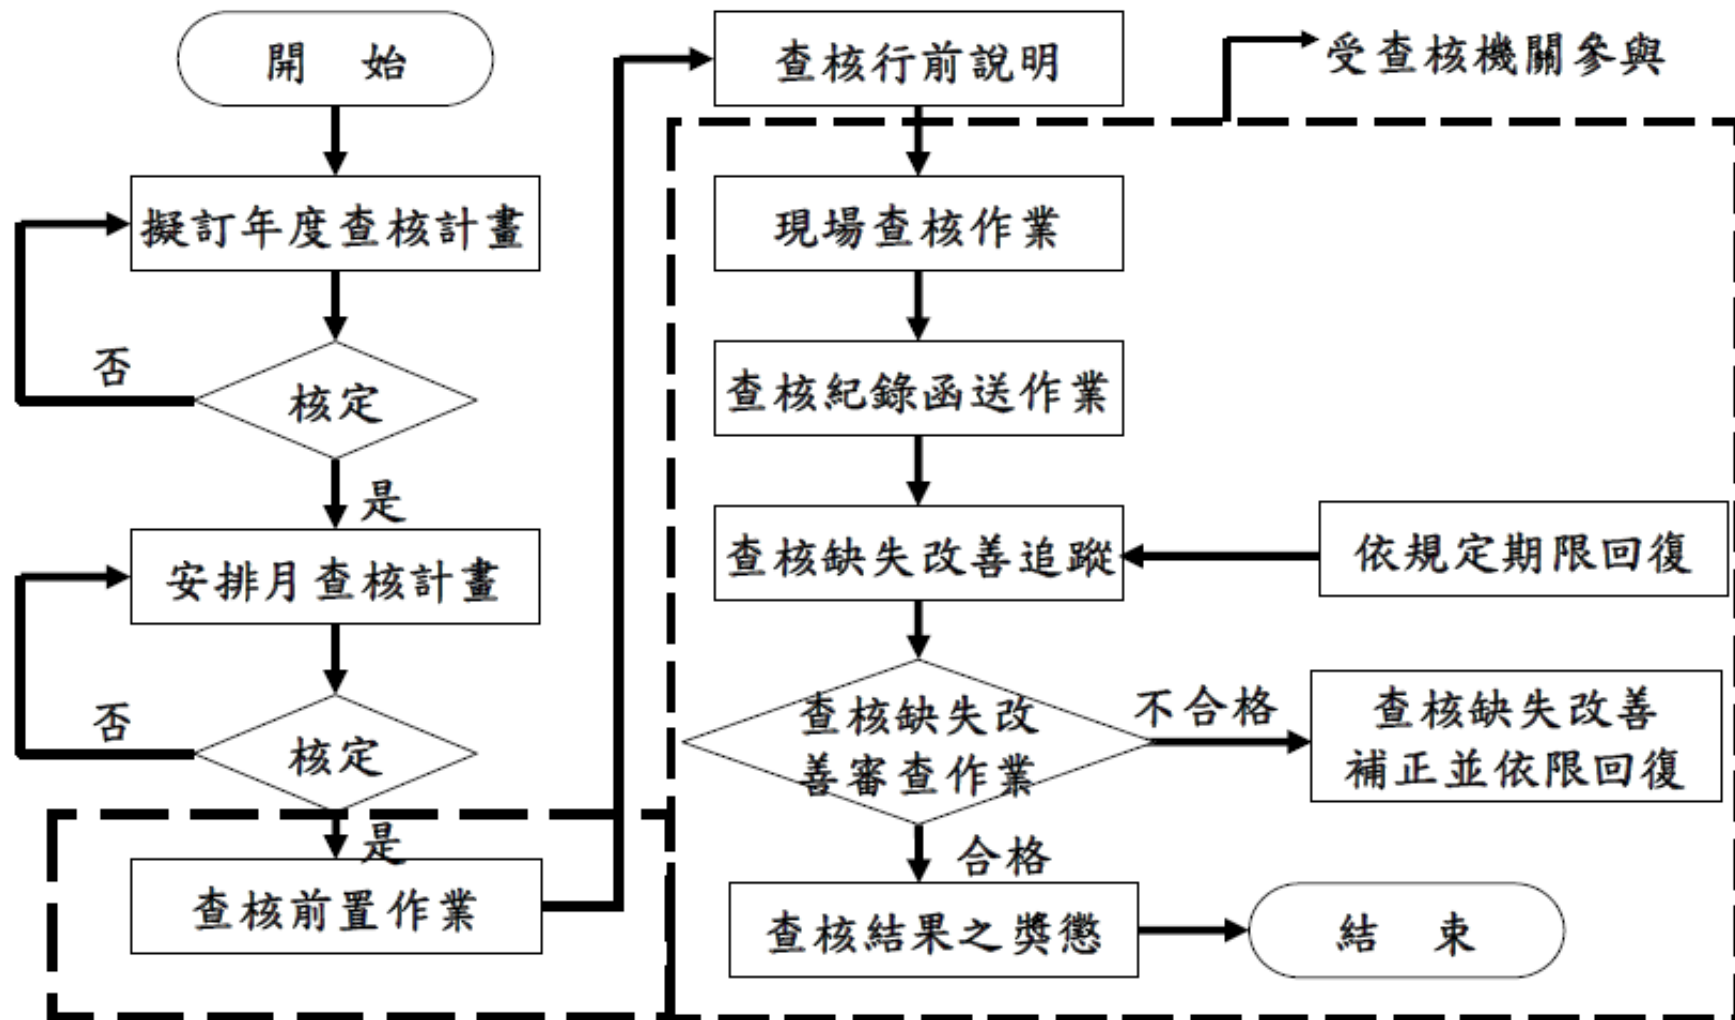 開 始
擬訂年度查核計畫
否
核定
是
安排月查核計畫
否
核定
是
查核前置作業
查核行前說明
受查核機關參與
現場查核作業
查核紀錄函送作業
查核缺失改善追蹤
依規定期限回復
查核缺失改
善審查作業
不合格
查核缺失改善
補正並依限回復
合格
查核結果之獎懲
結 束